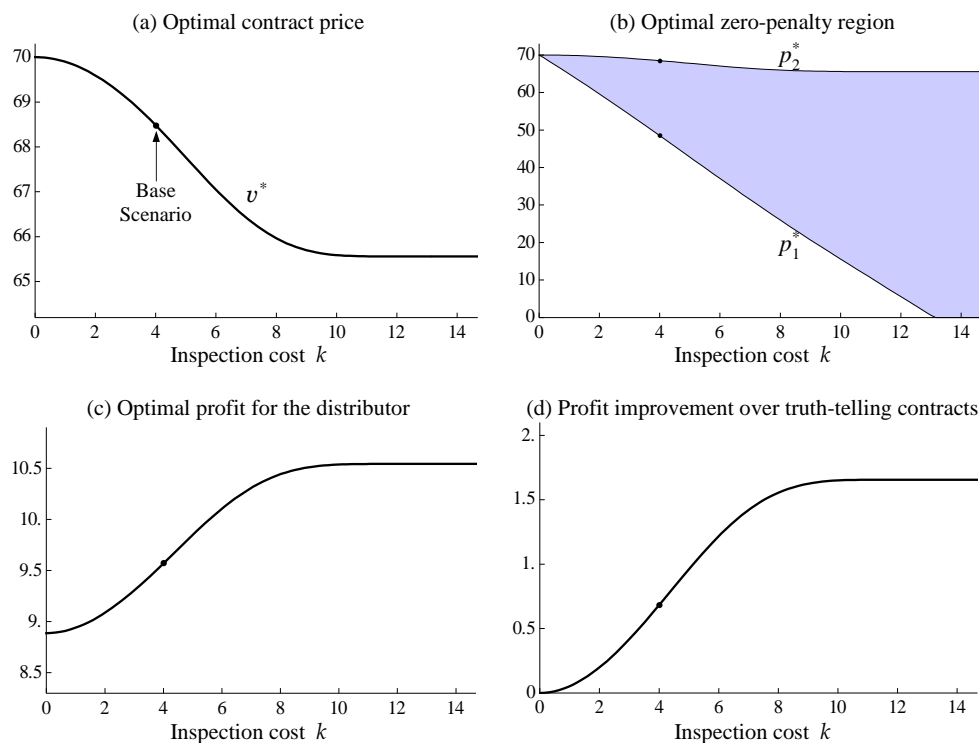 (a) Optimal contract price
70
69
68
67
66
65
Base
Scenario
v*
0 2 4 6 8 10 12 14
Inspection cost k
(b) Optimal zero-penalty region
70
60
50
40
30
20
10
0
p₂*
p₁*
0 2 4 6 8 10 12 14
Inspection cost k
(c) Optimal profit for the distributor
10.5
10.
9.5
9.
8.5
0 2 4 6 8 10 12 14
Inspection cost k
(d) Profit improvement over truth-telling contracts
2.
1.5
1.
0.5
0
0 2 4 6 8 10 12 14
Inspection cost k